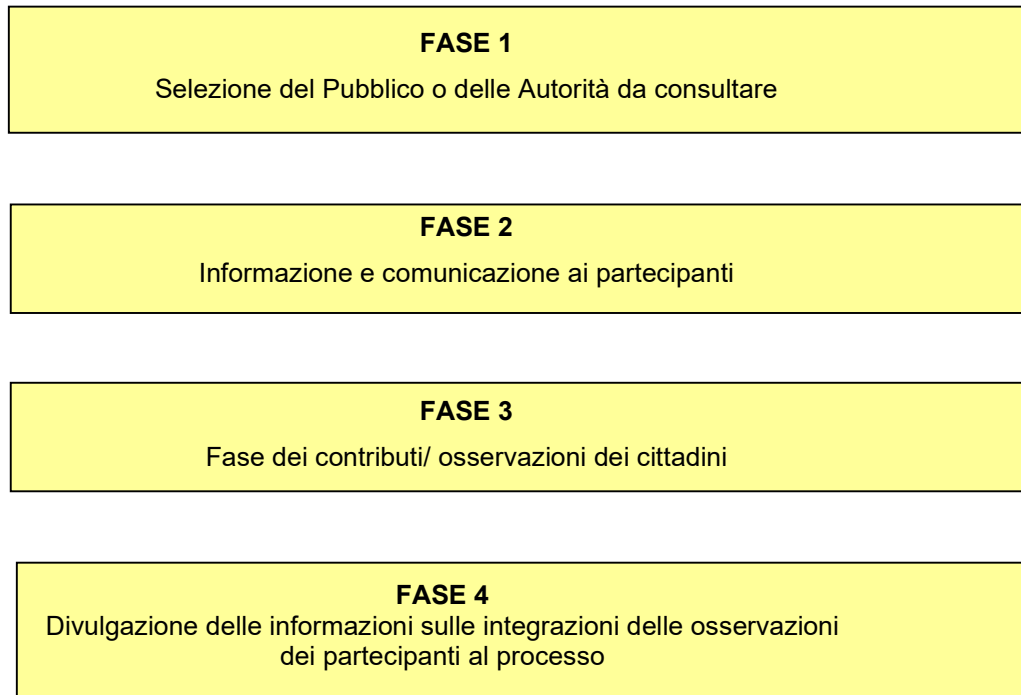 FASE 1
Selezione del Pubblico o delle Autorità da consultare
FASE 2
Informazione e comunicazione ai partecipanti
FASE 3
Fase dei contributi/ osservazioni dei cittadini
FASE 4
Divulgazione delle informazioni sulle integrazioni delle osservazioni
dei partecipanti al processo